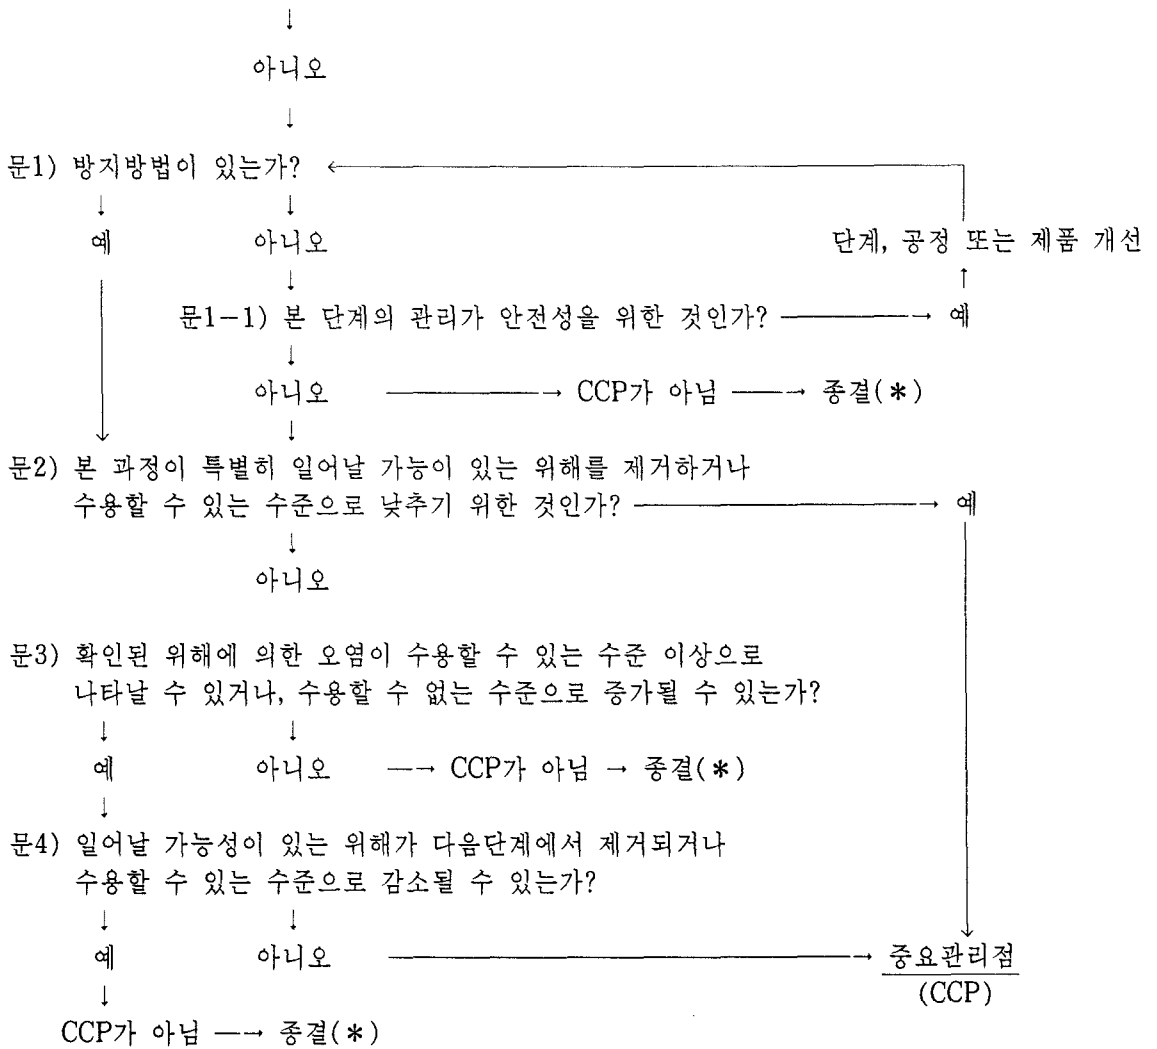 아니오
문1) 방지방법이 있는가?
예 아니오 단계, 공정 또는 제품 개선
문1-1) 본 단계의 관리가 안전성을 위한 것인가? 예
아니오 CCP가 아님 종결(*)
문2) 본 과정이 특별히 일어날 가능이 있는 위해를 제거하거나
수용할 수 있는 수준으로 낮추기 위한 것인가? 예
아니오
문3) 확인된 위해에 의한 오염이 수용할 수 있는 수준 이상으로
나타날 수 있거나, 수용할 수 없는 수준으로 증가될 수 있는가?
예 아니오 CCP가 아님 종결(*)
문4) 일어날 가능성이 있는 위해가 다음단계에서 제거되거나
수용할 수 있는 수준으로 감소될 수 있는가?
예 아니오 중요관리점
(CCP)
CCP가 아님 종결(*)